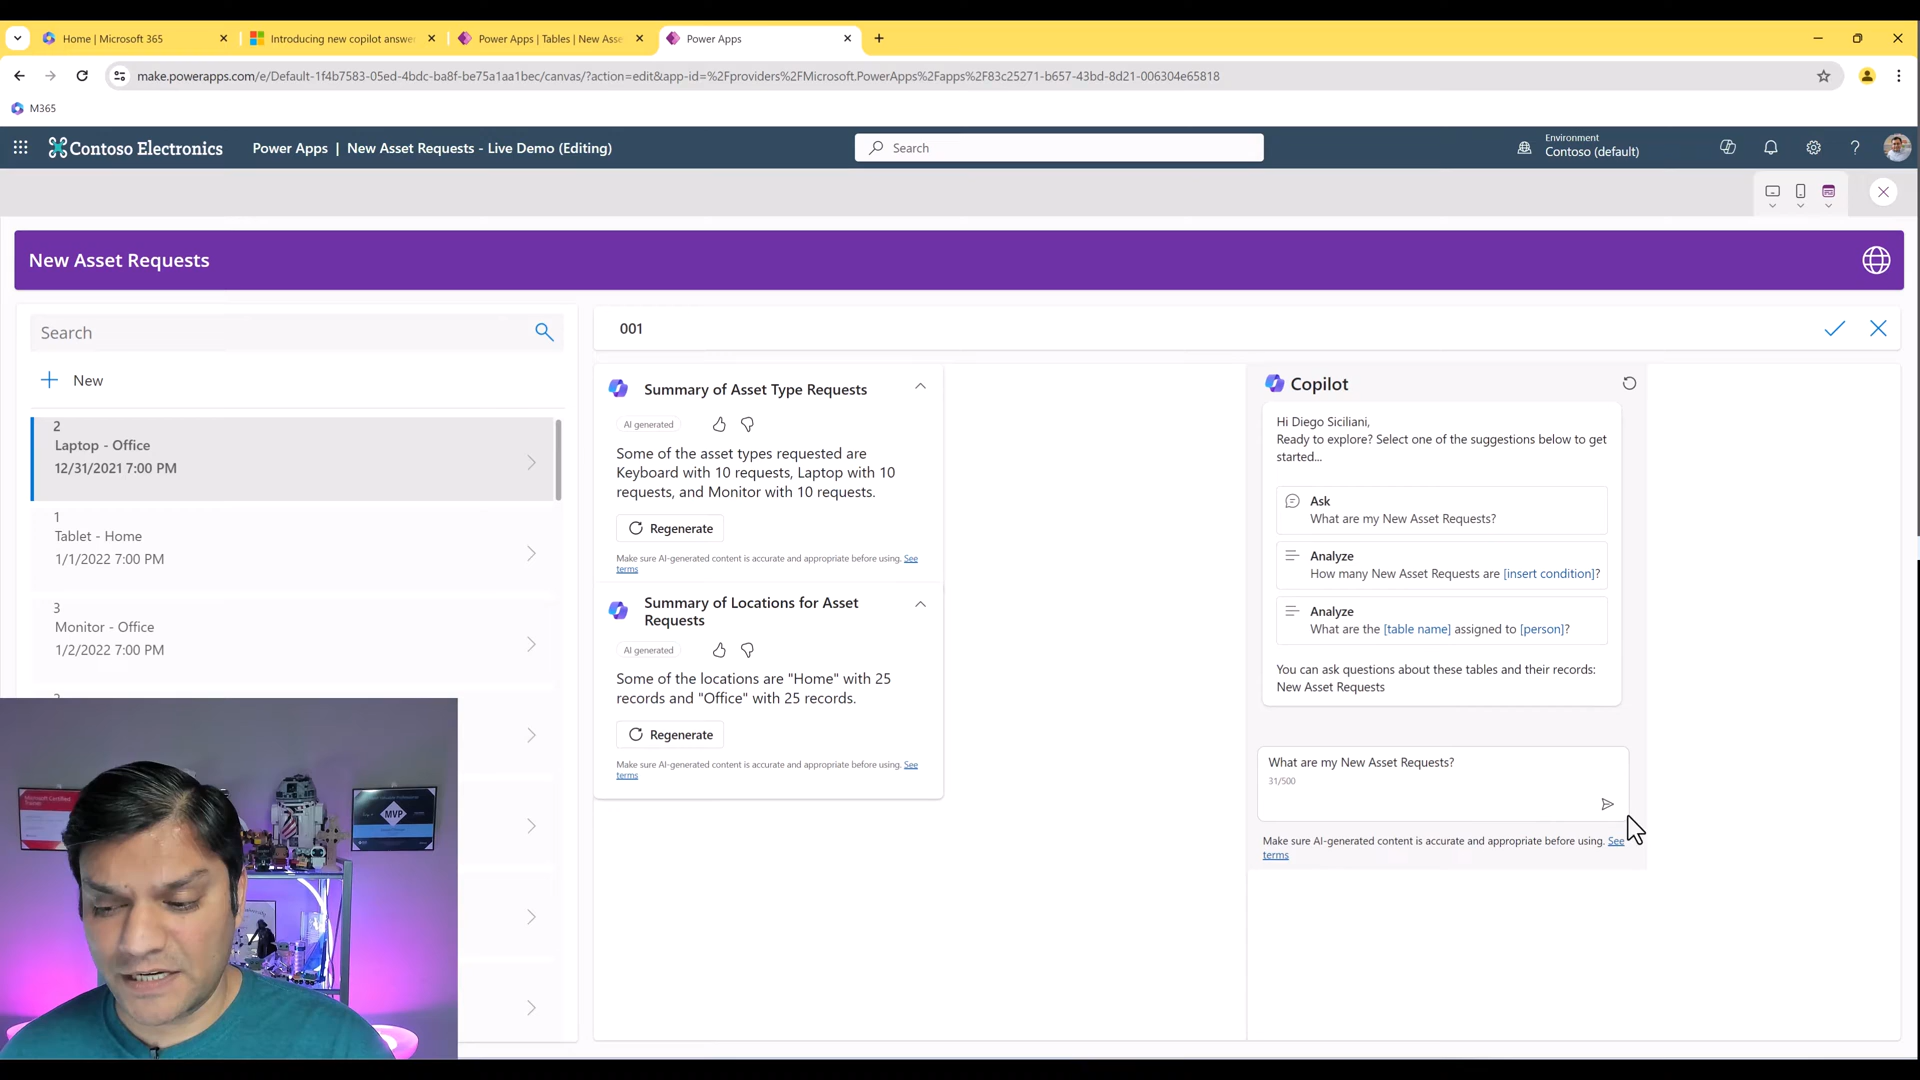 Home | Microsoft 365
Introducing new copilot answe
Power Apps | Tables | New Asse
Power Apps
make.powerapps.com/e/Default-1f4b7583-05ed-4bdc-ba8f-be75a1aa1bec/canvas/?action=edit&app-id=%2Fproviders%2FMicrosoft.PowerApps%2Fapps%2F83c25271-b657-43bd-8d21-006304e65818
M365
Contoso Electronics
Power Apps | New Asset Requests - Live Demo (Editing)
Search
Environment
Contoso (default)
New Asset Requests
Search
New
2
Laptop - Office
12/31/2021 7:00 PM
1
Tablet - Home
1/1/2022 7:00 PM
3
Monitor - Office
1/2/2022 7:00 PM
001
Summary of Asset Type Requests
AI generated
Some of the asset types requested are
Keyboard with 10 requests, Laptop with 10
requests, and Monitor with 10 requests.
Regenerate
Make sure AI-generated content is accurate and appropriate before using. See
terms
Summary of Locations for Asset
Requests
AI generated
Some of the locations are "Home" with 25
records and "Office" with 25 records.
Regenerate
Make sure AI-generated content is accurate and appropriate before using. See
terms
Copilot
Hi Diego Siciliani,
Ready to explore? Select one of the suggestions below to get
started...
Ask
What are my New Asset Requests?
Analyze
How many New Asset Requests are [insert condition]?
Analyze
What are the [table name] assigned to [person]?
You can ask questions about these tables and their records:
New Asset Requests
What are my New Asset Requests?
31/500
Make sure AI-generated content is accurate and appropriate before using. See
terms
MVP